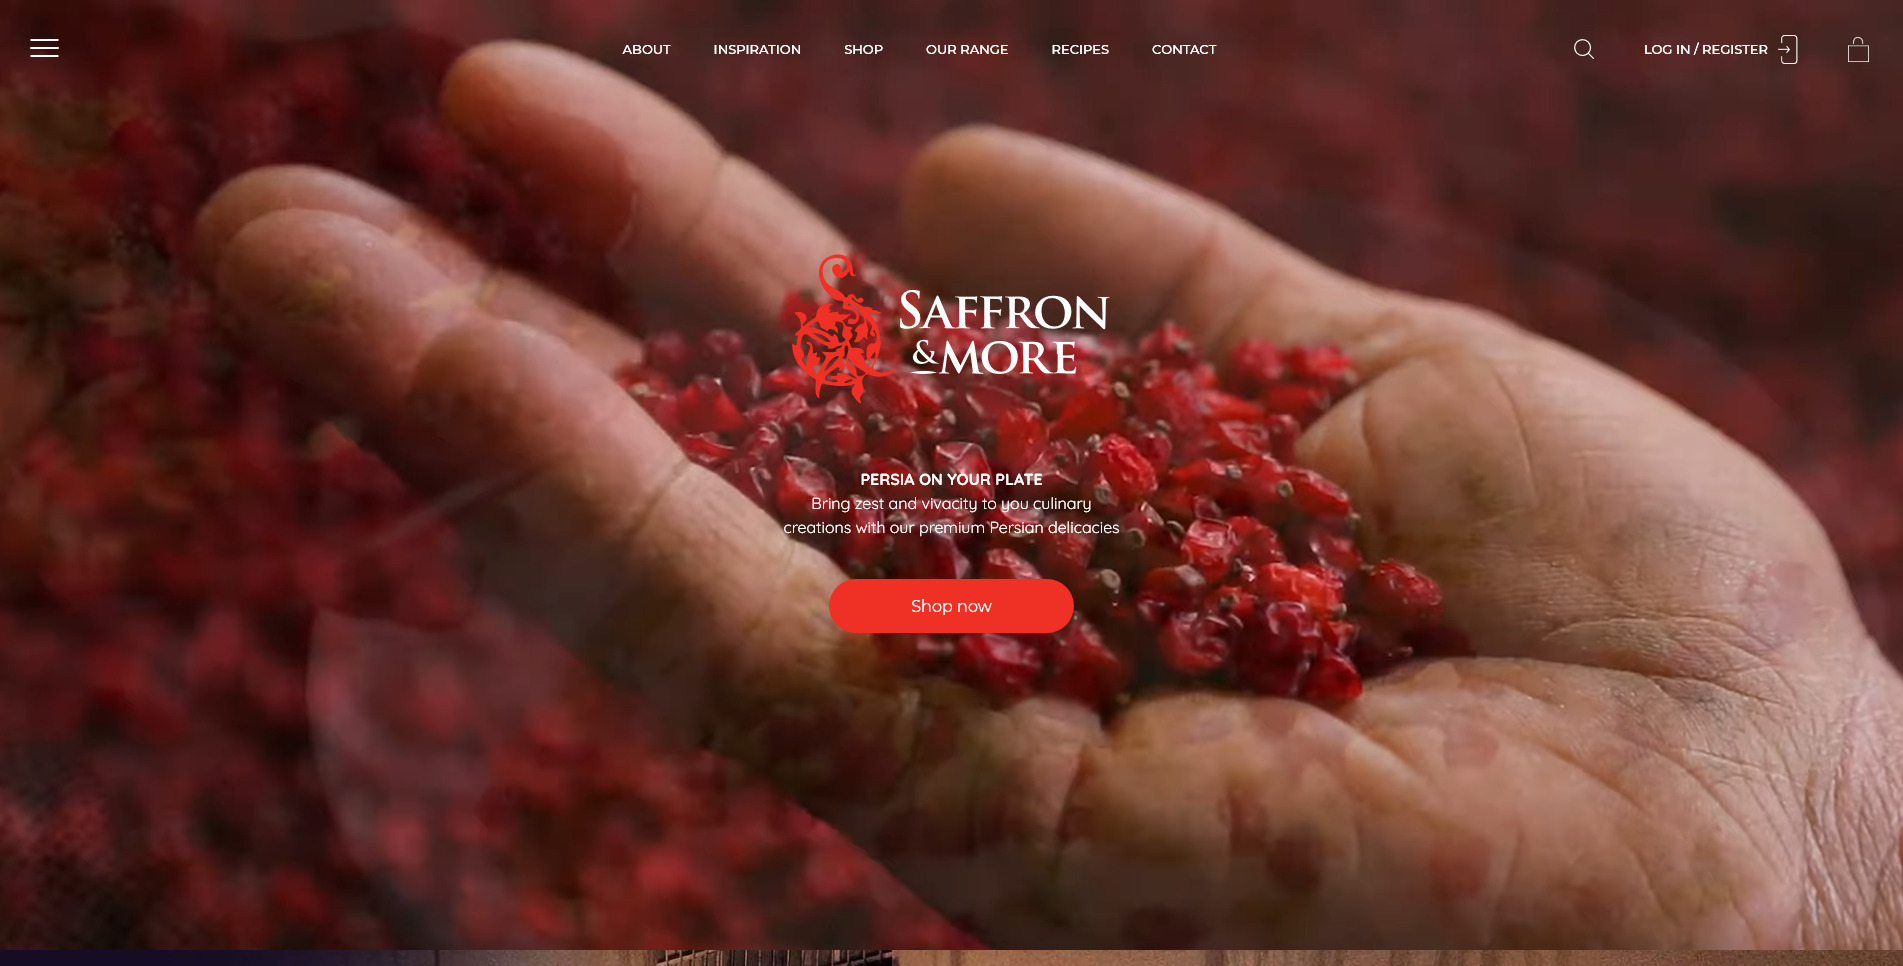 ABOUT INSPIRATION SHOP OUR RANGE RECIPES CONTACT LOG IN / REGISTER
SAFFRON
&MORE
PERSIA ON YOUR PLATE
Bring zest and vivacity to you culinary
creations with our premium Persian delicacies
Shop now